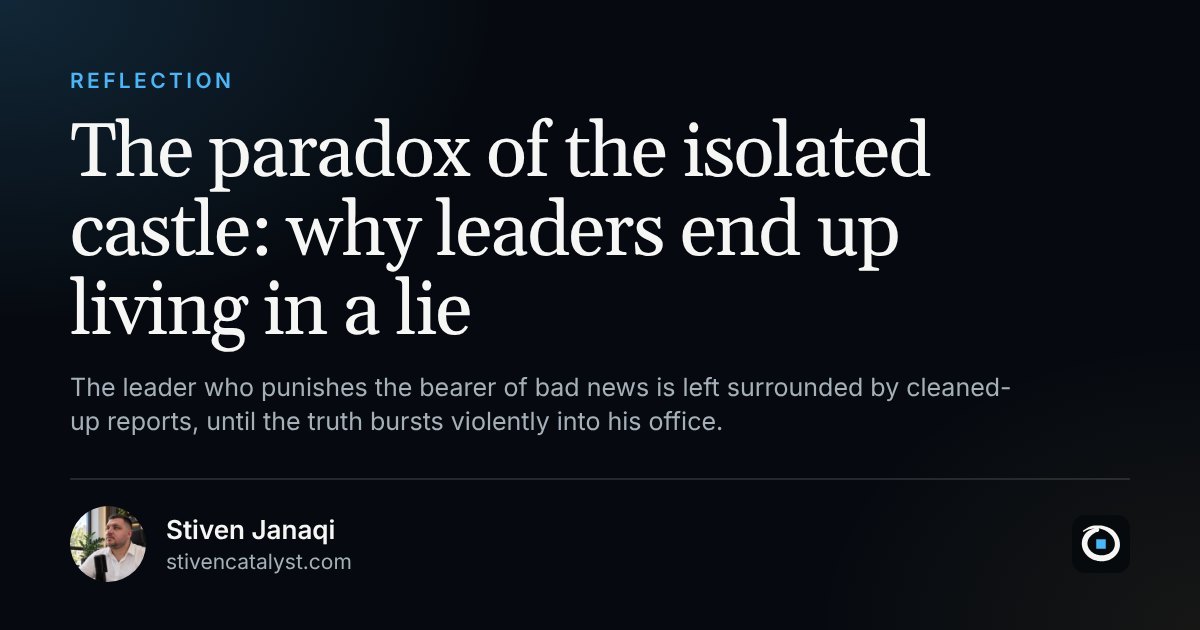 REFLECTION
The paradox of the isolated
castle: why leaders end up
living in a lie
The leader who punishes the bearer of bad news is left surrounded by cleaned-
up reports, until the truth bursts violently into his office.
Stiven Janaqi
stivencatalyst.com